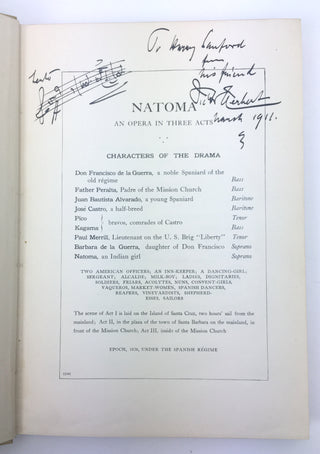 To Harry Sanford
from
his friend
Victor Herbert
March 1911.
NATOMA
AN OPERA IN THREE ACTS
CHARACTERS OF THE DRAMA
Don Francisco de la Guerra, a noble Spaniard of the
old régime Bass
Father Peralta, Padre of the Mission Church Bass
Juan Bautista Alvarado, a young Spaniard Baritone
José Castro, a half-breed Baritone
Pico Tenor
bravos, comrades of Castro
Kagama Bass
Paul Merrill, Lieutenant on the U. S. Brig "Liberty" Tenor
Barbara de la Guerra, daughter of Don Francisco Soprano
Natoma, an Indian girl Soprano
TWO AMERICAN OFFICERS; AN INN-KEEPER; A DANCING-GIRL,
SERGEANT, ALCALDE, MILK-BOY, LADIES, DIGNITARIES,
SOLDIERS, FRIARS, ACOLYTES, NUNS, CONVENT-GIRLS,
VAQUEROS, MARKET-WOMEN, SPANISH DANCERS,
REAPERS, VINEYARDISTS, SHEPHERD-
ESSES, SAILORS
The scene of Act I is laid on the Island of Santa Cruz, two hours' sail from the
mainland; Act II, in the plaza of the town of Santa Barbara on the mainland, in
front of the Mission Church; Act III, inside of the Mission Church
EPOCH, 1820, UNDER THE SPANISH RÉGIME